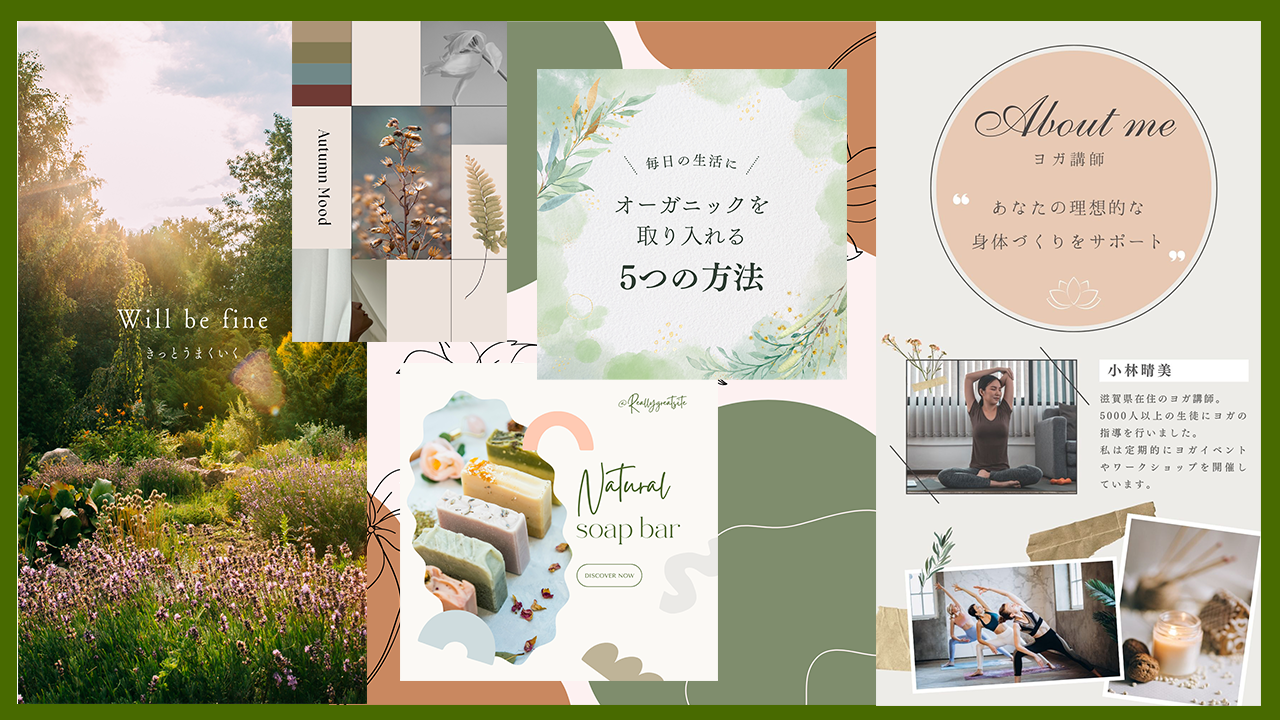 Will be fine
きっとうまくいく
Autumn Mood
毎日の生活に
オーガニックを
取り入れる
5つの方法
@Reallygreatsite
Natural
soap bar
DISCOVER NOW
About me
ヨガ講師
❝
あなたの理想的な
身体づくりをサポート
❞
小林晴美
滋賀県在住のヨガ講師。
5000人以上の生徒にヨガの
指導を行いました。
私は定期的にヨガイベント
やワークショップを開催し
ています。